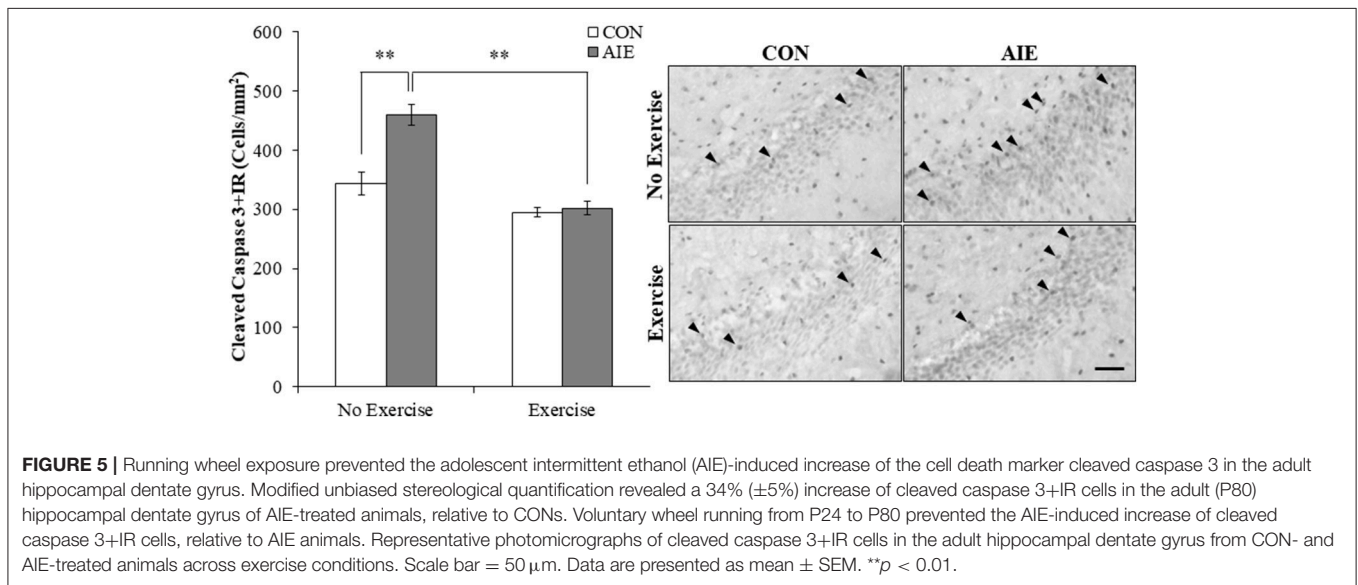 600
500
400
300
200
100
0
Cleaved Caspase 3+IR (Cells/mm²)
CON
AIE
**
**
No Exercise
Exercise
CON
AIE
No Exercise
Exercise
FIGURE 5 | Running wheel exposure prevented the adolescent intermittent ethanol (AIE)-induced increase of the cell death marker cleaved caspase 3 in the adult
hippocampal dentate gyrus. Modified unbiased stereological quantification revealed a 34% (±5%) increase of cleaved caspase 3+IR cells in the adult (P80)
hippocampal dentate gyrus of AIE-treated animals, relative to CONs. Voluntary wheel running from P24 to P80 prevented the AIE-induced increase of cleaved
caspase 3+IR cells, relative to AIE animals. Representative photomicrographs of cleaved caspase 3+IR cells in the adult hippocampal dentate gyrus from CON- and
AIE-treated animals across exercise conditions. Scale bar = 50 μm. Data are presented as mean ± SEM. **p < 0.01.